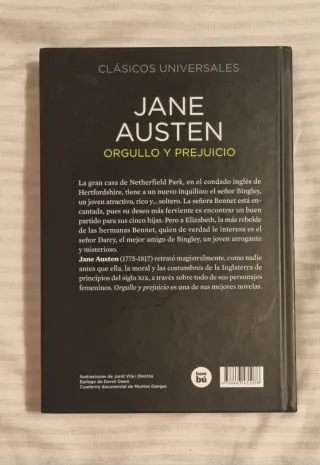 CLÁSICOS UNIVERSALES
JANE
AUSTEN
ORGULLO Y PREJUICIO
La gran casa de Netherfield Park, en el condado inglés de
Hertfordshire, tiene a un nuevo inquilino: el señor Bingley,
un joven atractivo, rico y... soltero. La señora Bennet está en-
cantada, pues su deseo más ferviente es encontrar un buen
partido para sus cinco hijas. Pero a Elizabeth, la más rebelde
de las hermanas Bennet, quien de verdad le interesa es el
señor Darcy, el mejor amigo de Bingley, un joven arrogante
y misterioso.
Jane Austen (1775-1817) retrató magistralmente, como nadie
antes que ella, la moral y las costumbres de la Inglaterra de
principios del siglo XIX, a través sobre todo de sus personajes
femeninos. Orgullo y prejuicio es una de sus mejores novelas.
Ilustraciones de Jordi Vila i Delclòs
Epílogo de David Owen
Cuaderno documental de Montse Ganges
bam
bú